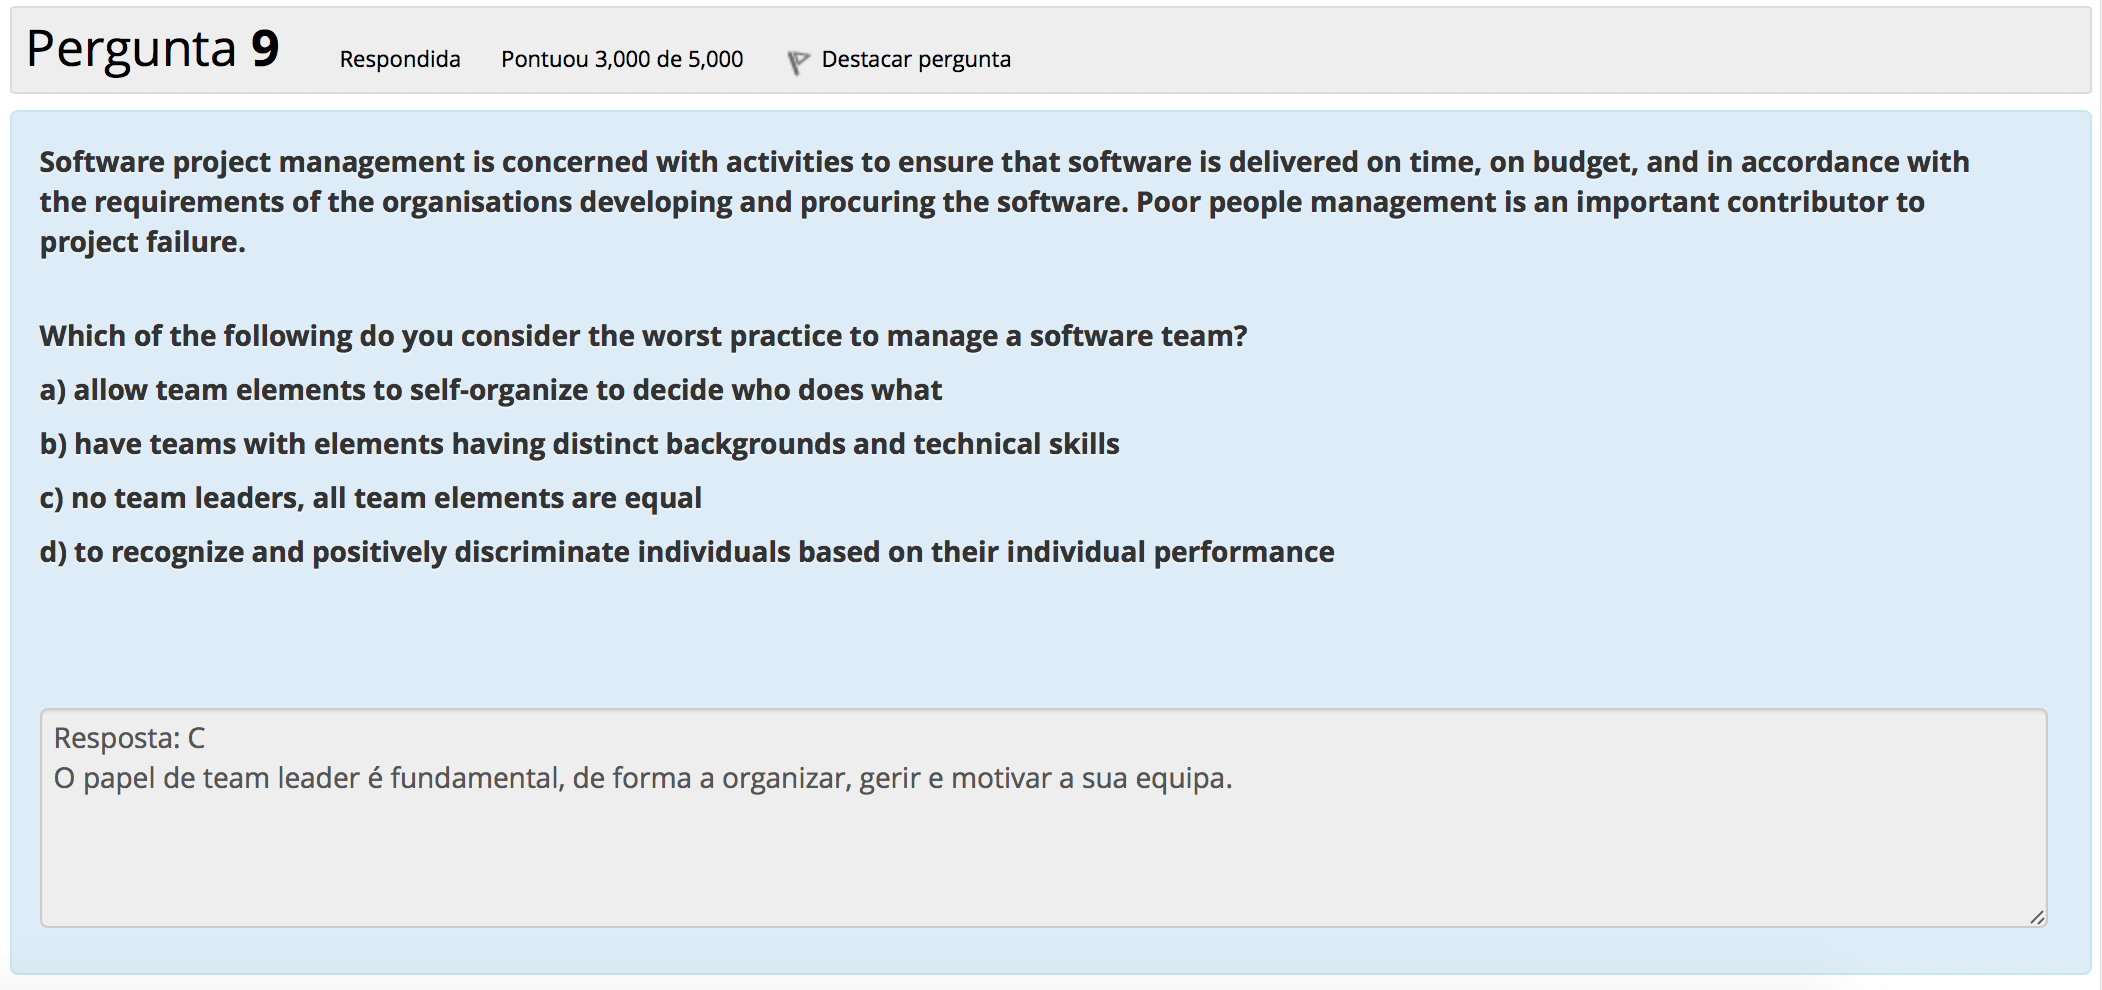 Pergunta 9 Respondida Pontuou 3,000 de 5,000 Destacar pergunta
Software project management is concerned with activities to ensure that software is delivered on time, on budget, and in accordance with
the requirements of the organisations developing and procuring the software. Poor people management is an important contributor to
project failure.
Which of the following do you consider the worst practice to manage a software team?
a) allow team elements to self-organize to decide who does what
b) have teams with elements having distinct backgrounds and technical skills
c) no team leaders, all team elements are equal
d) to recognize and positively discriminate individuals based on their individual performance
Resposta: C
O papel de team leader é fundamental, de forma a organizar, gerir e motivar a sua equipa.